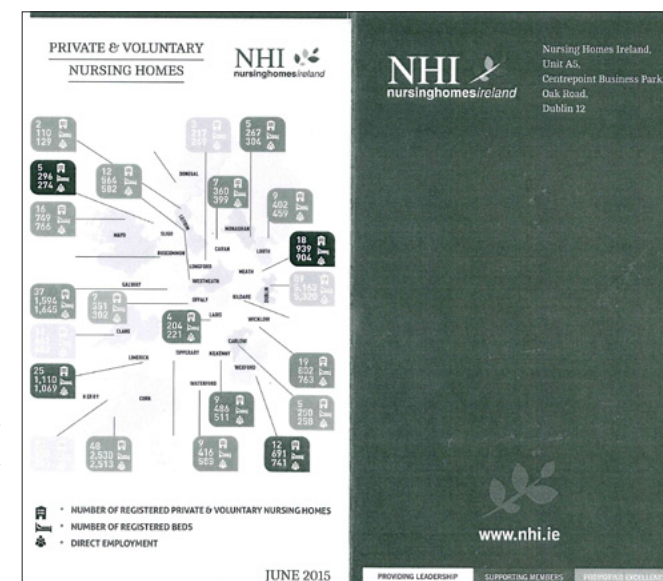 PRIVATE & VOLUNTARY
NURSING HOMES
NHI
nursinghomesireland
2
110
129
5
296
274
16
749
766
12
564
582
5
267
304
7
360
399
9
402
459
18
939
904
37
1,594
1,645
7
351
302
4
204
221
25
1,110
1,069
19
802
763
5
258
258
9
486
511
48
2,530
2,513
9
416
12
691
741
DONEGAL
LEITRIM
SLIGO
MAYO
ROSCOMMON
MONAGHAN
CAVAN
LOUTH
LONGFORD
MEATH
WESTMEATH
GALWAY
OFFALY
KILDARE
DUBLIN
LAOIS
WICKLOW
CLARE
CARLOW
LIMERICK
TIPPERARY
KILKENNY
WEXFORD
WATERFORD
KERRY
CORK
• NUMBER OF REGISTERED PRIVATE & VOLUNTARY NURSING HOMES
• NUMBER OF REGISTERED BEDS
• DIRECT EMPLOYMENT
JUNE 2015
NHI
nursinghomesireland
Nursing Homes Ireland,
Unit A5,
Centrepoint Business Park,
Oak Road,
Dublin 12
www.nhi.ie
PROVIDING LEADERSHIP
SUPPORTING MEMBERS